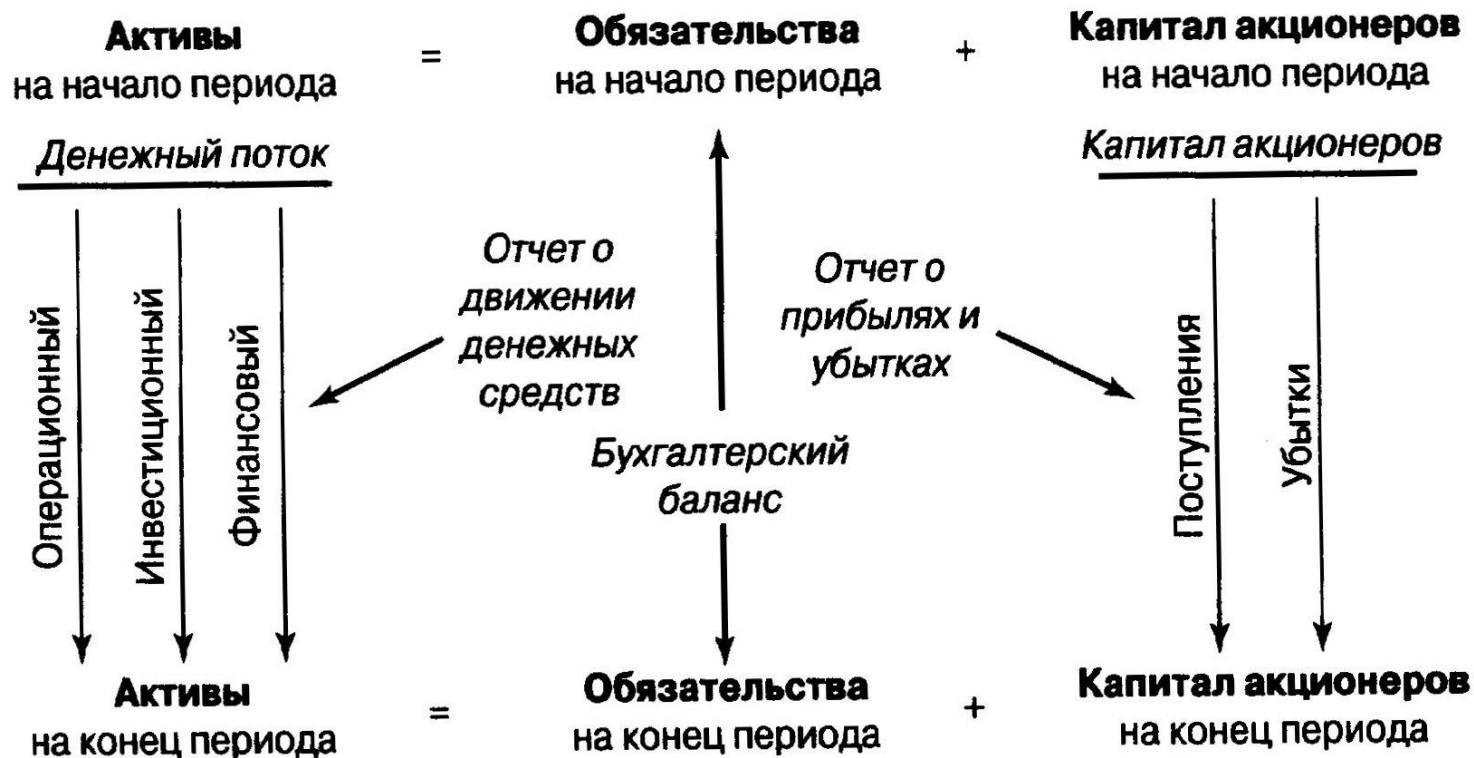 Активы = Обязательства + Капитал акционеров
на начало периода на начало периода на начало периода
Денежный поток
Капитал акционеров
Операционный
Инвестиционный
Финансовый
Отчет о
движении
денежных
средств
Отчет о
прибылях и
убытках
Бухгалтерский
баланс
Поступления
Убытки
Активы = Обязательства + Капитал акционеров
на конец периода на конец периода на конец периода